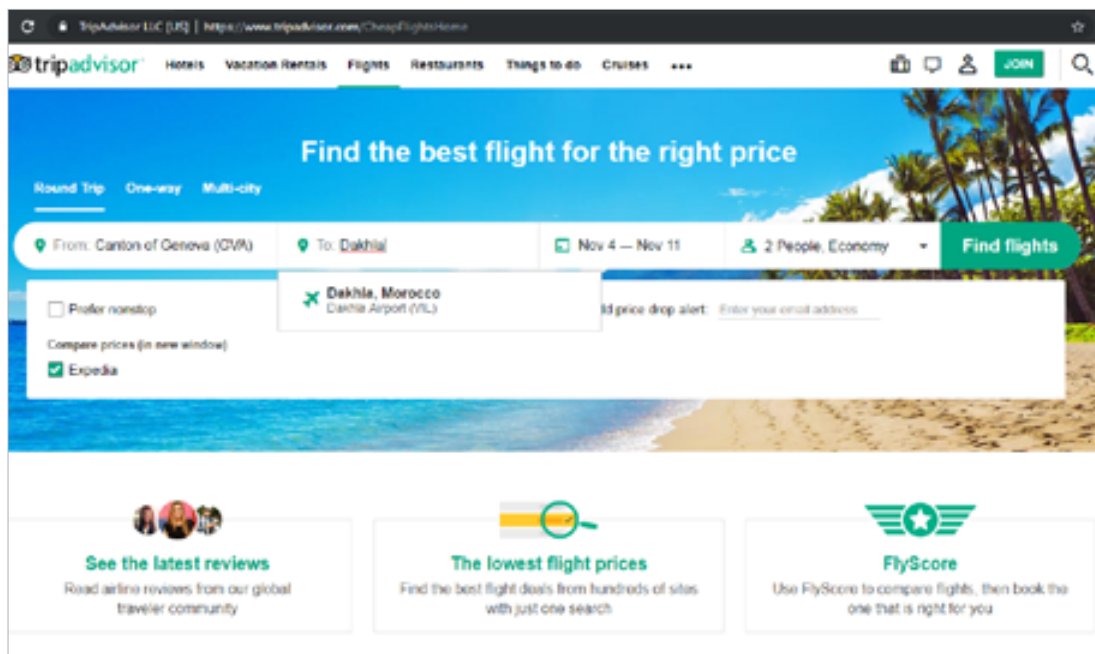 TripAdvisor LLC [US] | https://www.tripadvisor.com/CheapFlightsHome
tripadvisor Hotels Vacation Rentals Flights Restaurants Things to do Cruises ••• JOIN
Find the best flight for the right price
Round Trip One-way Multi-city
From: Canton of Geneva (GVA) To: Dakhla Nov 4 — Nov 11 2 People, Economy Find flights
Dakhla, Morocco
Dakhla Airport (VIL)
Prefer nonstop price drop alert: Enter your email address
Compare prices (in new window)
Expedia
See the latest reviews
Read airline reviews from our global
traveler community
The lowest flight prices
Find the best flight deals from hundreds of sites
with just one search
FlyScore
Use FlyScore to compare flights, then book the
one that is right for you